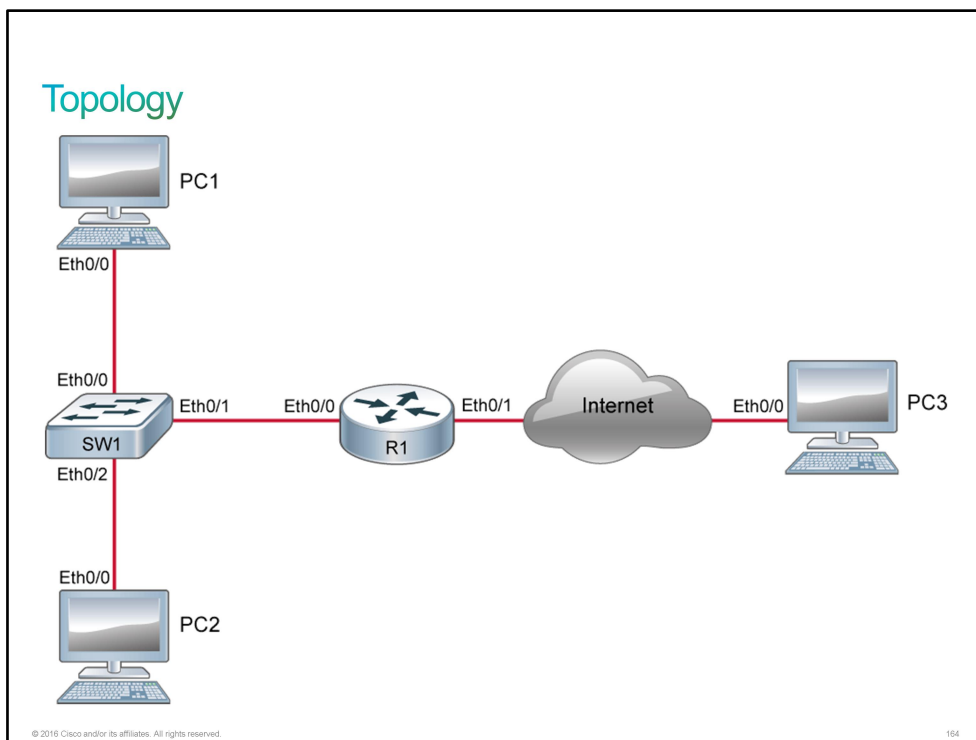 Topology
PC1
Eth0/0
Eth0/0
Eth0/1
Eth0/0
Eth0/1
Internet
Eth0/0
PC3
SW1
R1
Eth0/2
Eth0/0
PC2
© 2016 Cisco and/or its affiliates. All rights reserved.
164